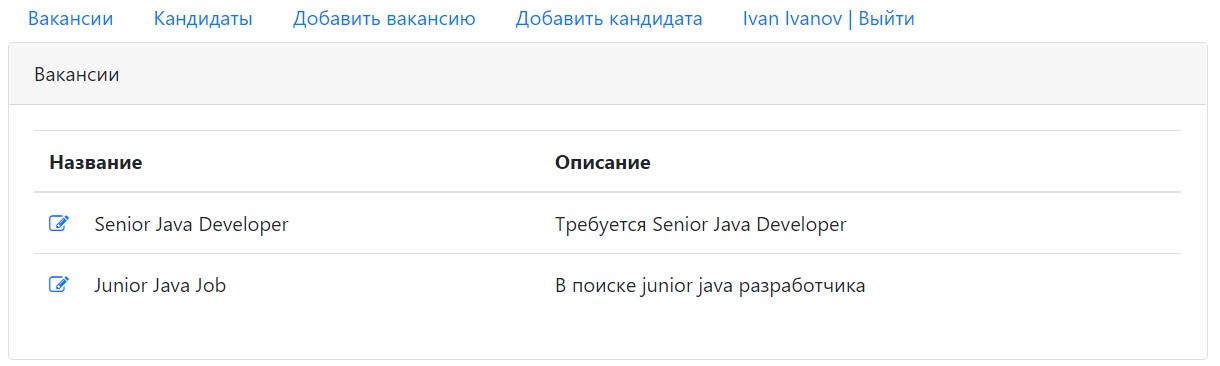 Вакансии Кандидаты Добавить вакансию Добавить кандидата Ivan Ivanov | Выйти
Вакансии
Название Описание
Senior Java Developer Требуется Senior Java Developer
Junior Java Job В поиске junior java разработчика